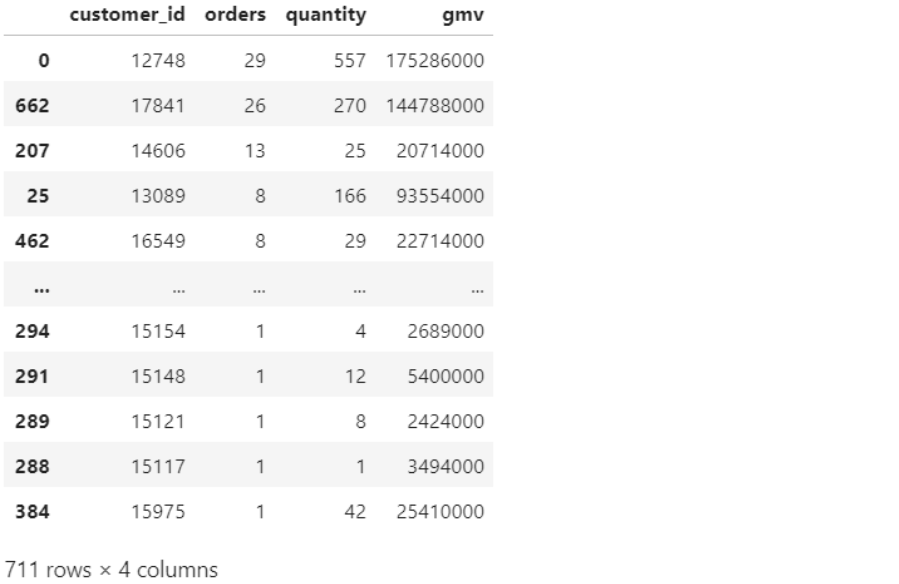 customer_id orders quantity gmv
0 12748 29 557 175286000
662 17841 26 270 144788000
207 14606 13 25 20714000
25 13089 8 166 93554000
462 16549 8 29 22714000
... ... ... ... ...
294 15154 1 4 2689000
291 15148 1 12 5400000
289 15121 1 8 2424000
288 15117 1 1 3494000
384 15975 1 42 25410000
711 rows × 4 columns